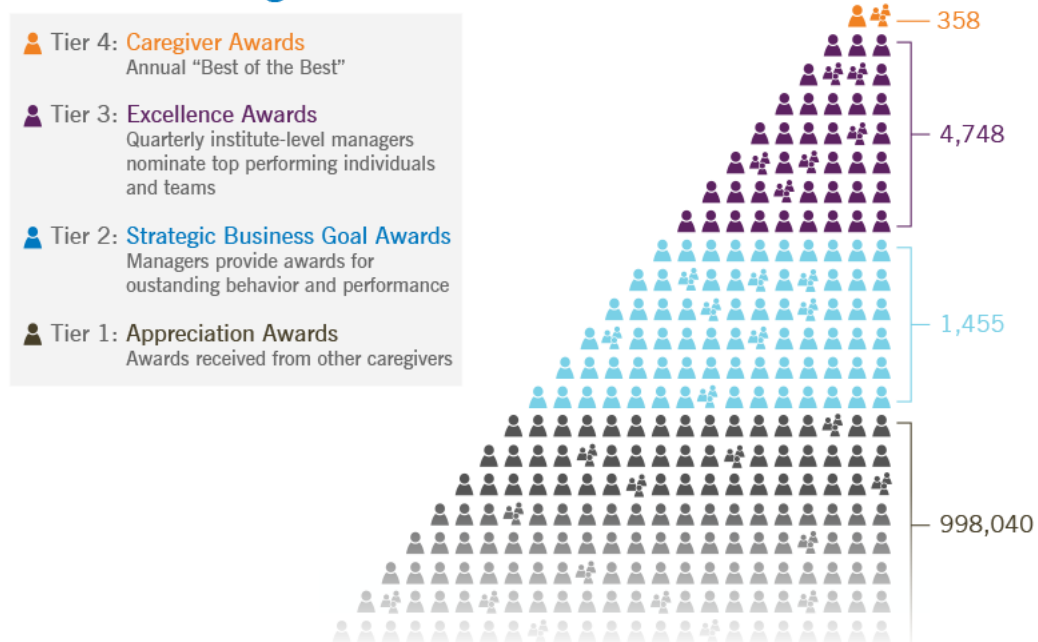 Tier 4: Caregiver Awards
Annual “Best of the Best”
Tier 3: Excellence Awards
Quarterly institute-level managers
nominate top performing individuals
and teams
Tier 2: Strategic Business Goal Awards
Managers provide awards for
oustanding behavior and performance
Tier 1: Appreciation Awards
Awards received from other caregivers
358
4,748
1,455
998,040